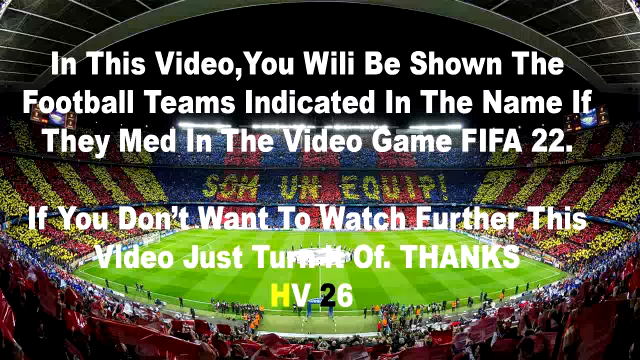 In This Video,You Wili Be Shown The
Football Teams Indicated In The Name If
They Med In The Video Game FIFA 22.
SOM UN EQUIP!
If You Don't Want To Watch Further This
Video Just Turn It Of. THANKS
HV 26